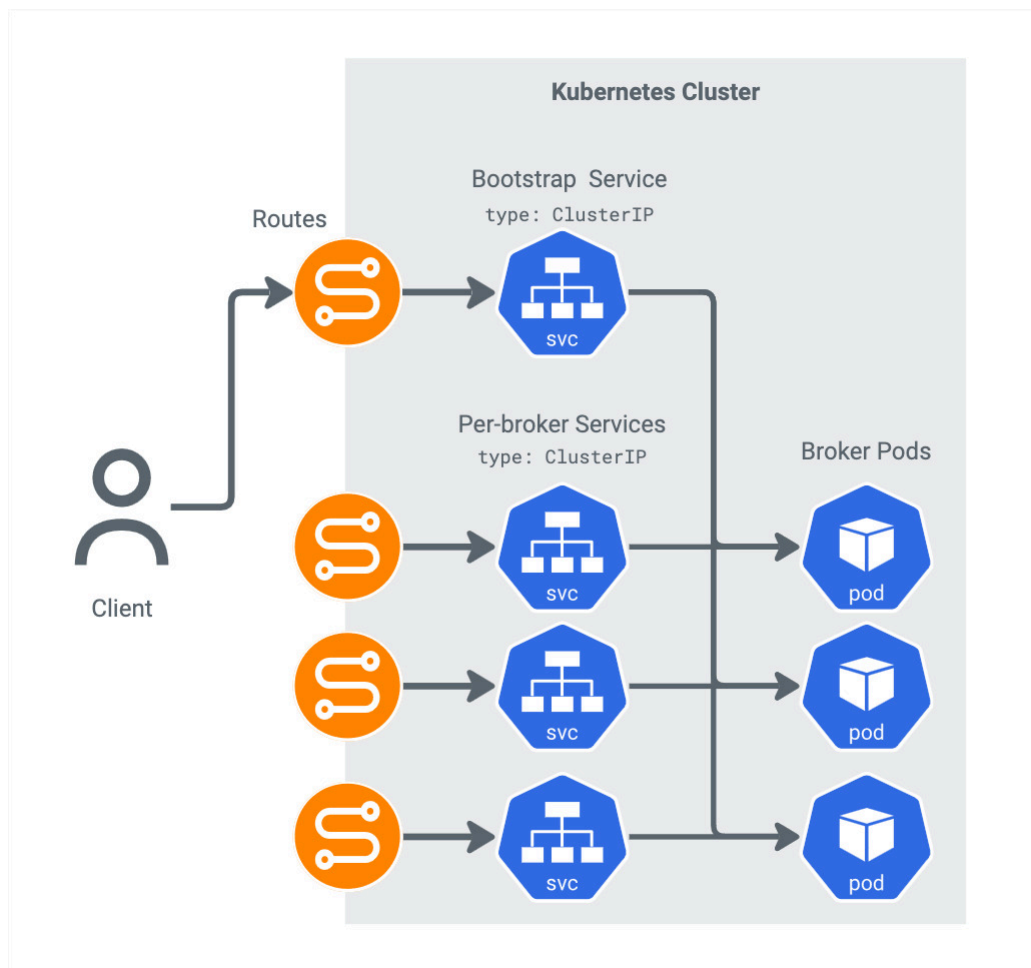 Kubernetes Cluster
Bootstrap Service
type: ClusterIP
Routes
svc
Per-broker Services
type: ClusterIP
Broker Pods
svc
pod
Client
svc
pod
svc
pod